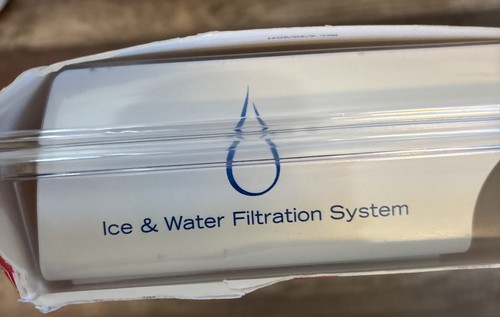 Ice & Water Filtration System